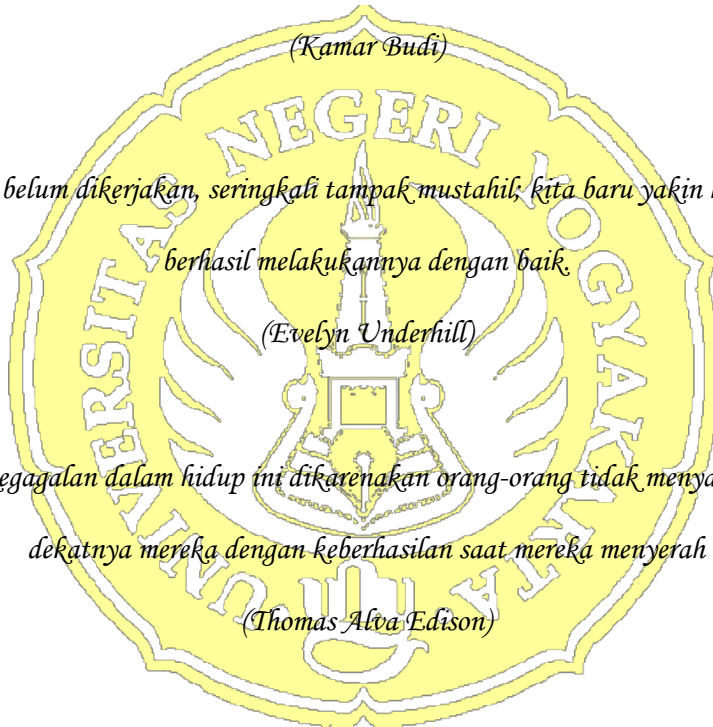 (Kamar Budi)
UNIVERSITAS NEGERI YOGYAKARTA
belum dikerjakan, seringkali tampak mustahil; kita baru yakin
berhasil melakukannya dengan baik.
(Evelyn Underhill)
egagalan dalam hidup ini dikarenakan orang-orang tidak menya
dekatnya mereka dengan keberhasilan saat mereka menyerah
(Thomas Alva Edison)